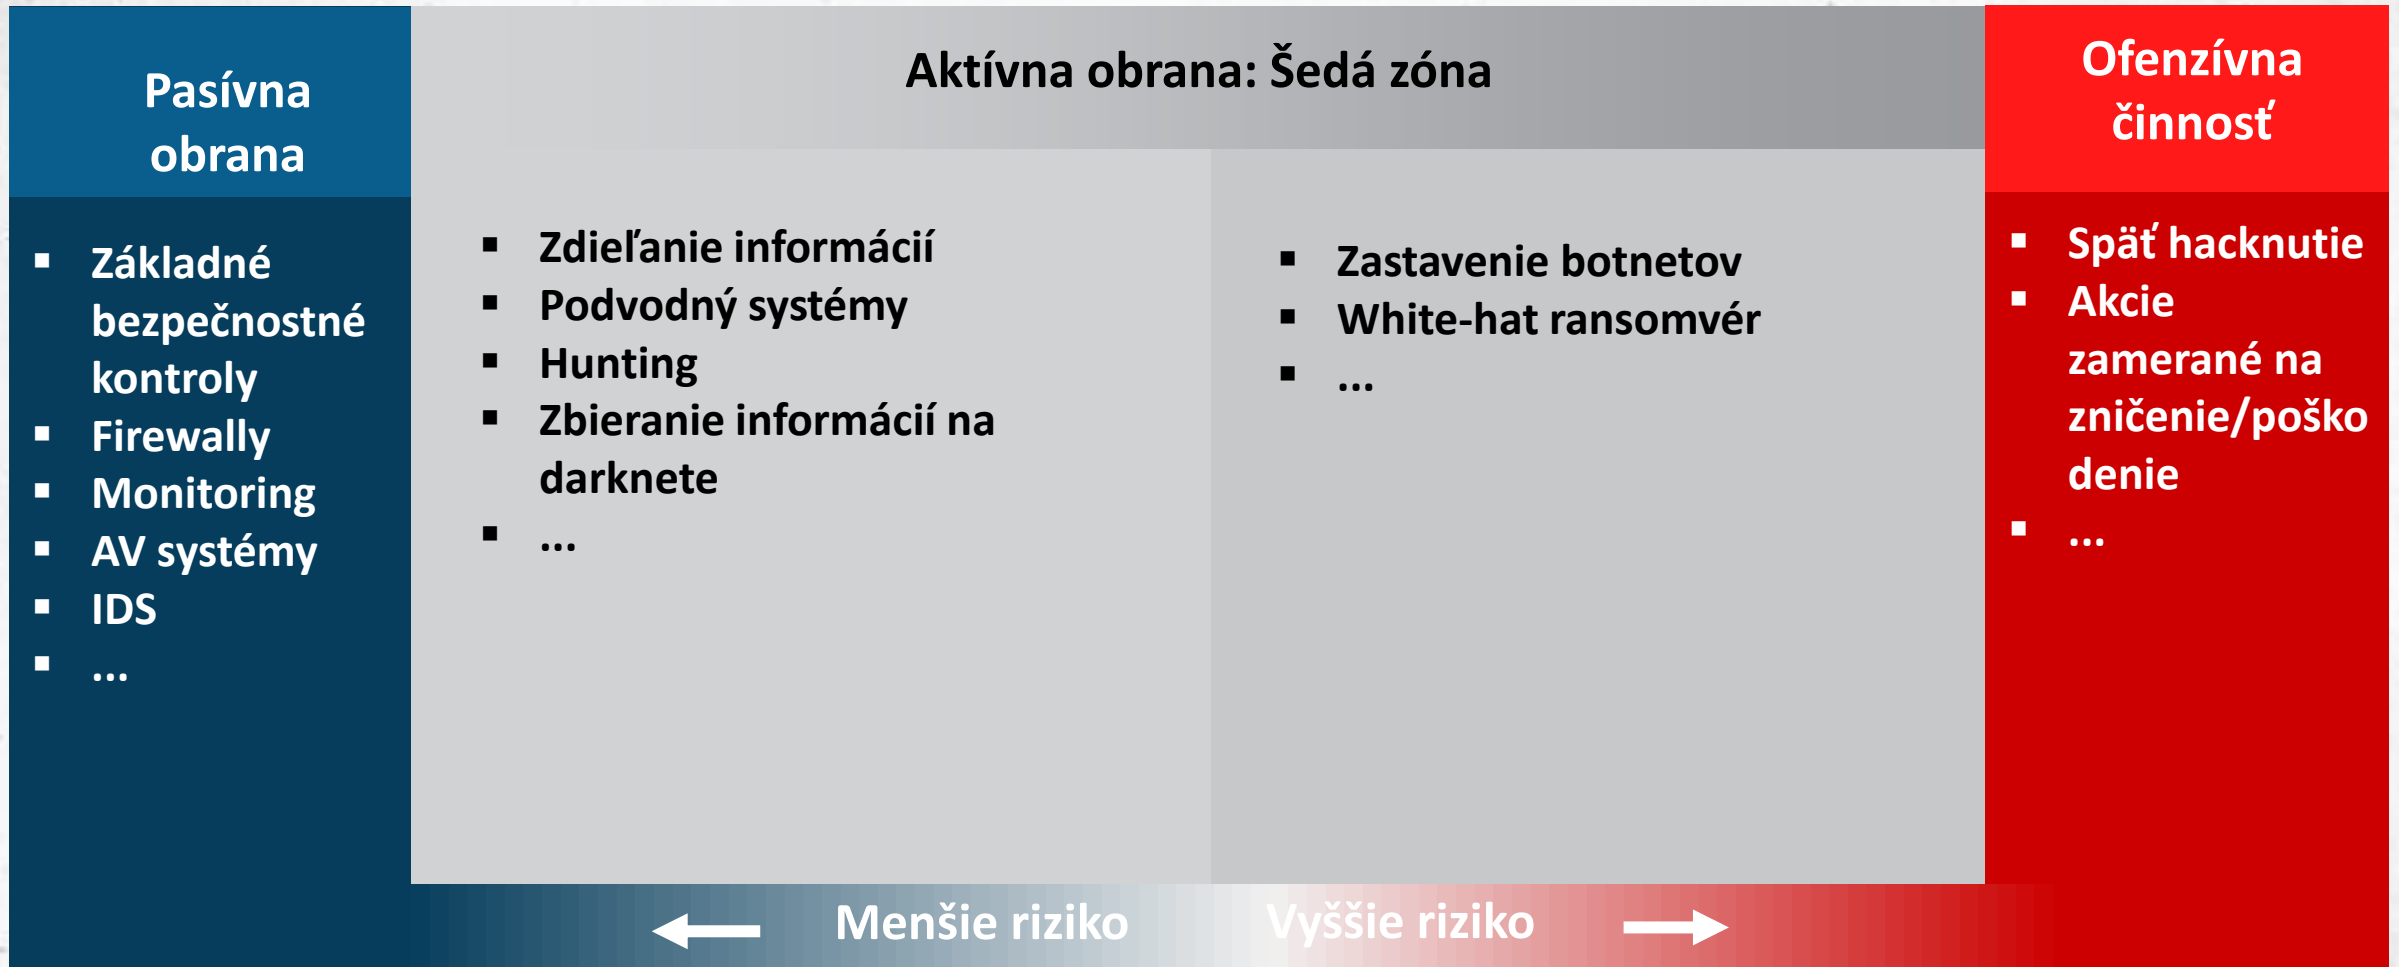 Pasívna
obrana
▪ Základné
bezpečnostné
kontroly
▪ Firewally
▪ Monitoring
▪ AV systémy
▪ IDS
▪ ...
Aktívna obrana: Šedá zóna
▪ Zdieľanie informácií
▪ Podvodný systémy
▪ Hunting
▪ Zbieranie informácií na
darknete
▪ ...
▪ Zastavenie botnetov
▪ White-hat ransomvér
▪ ...
Ofenzívna
činnosť
▪ Späť hacknutie
▪ Akcie
zamerané na
zničenie/poško
denie
▪ ...
Menšie riziko
Vyššie riziko